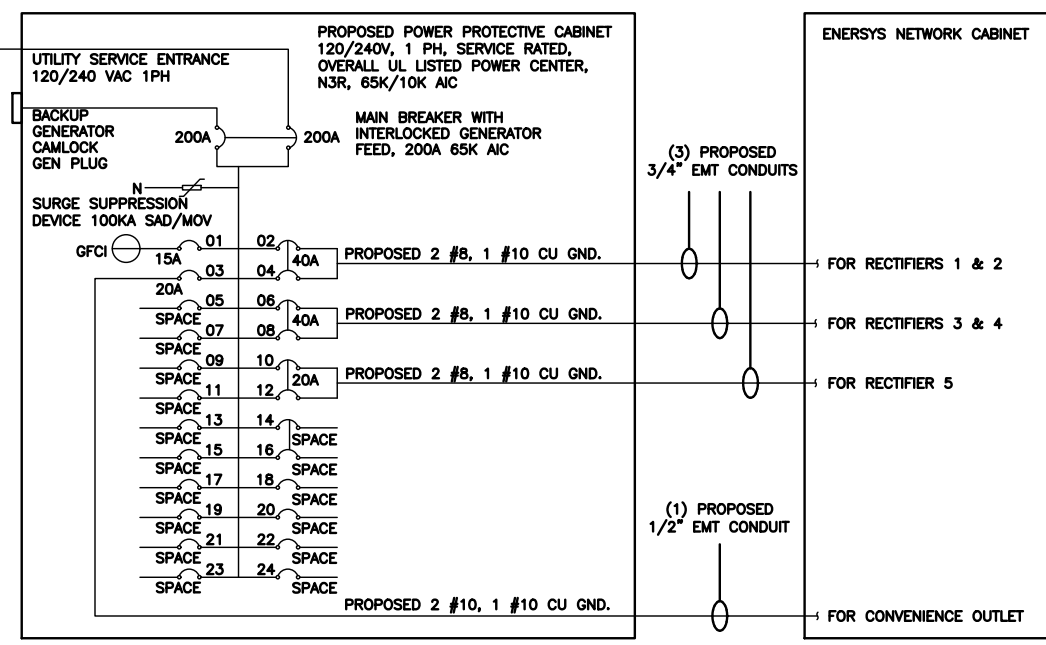 PROPOSED POWER PROTECTIVE CABINET
120/240V, 1 PH, SERVICE RATED,
OVERALL UL LISTED POWER CENTER,
N3R, 65K/10K AIC
ENERSYS NETWORK CABINET
UTILITY SERVICE ENTRANCE
120/240 VAC 1PH
BACKUP
GENERATOR
CAMLOCK
GEN PLUG
200A
200A
MAIN BREAKER WITH
INTERLOCKED GENERATOR
FEED, 200A 65K AIC
(3) PROPOSED
3/4" EMT CONDUITS
N
SURGE SUPPRESSION
DEVICE 100KA SAD/MOV
GFCI
15A
01
02
40A
PROPOSED 2 #8, 1 #10 CU GND.
FOR RECTIFIERS 1 & 2
20A
03
04
SPACE
05
06
40A
PROPOSED 2 #8, 1 #10 CU GND.
FOR RECTIFIERS 3 & 4
SPACE
07
08
SPACE
09
10
20A
PROPOSED 2 #8, 1 #10 CU GND.
FOR RECTIFIER 5
SPACE
11
12
SPACE
13
14
SPACE
SPACE
15
16
SPACE
SPACE
17
18
SPACE
SPACE
19
20
SPACE
SPACE
21
22
SPACE
SPACE
23
24
SPACE
(1) PROPOSED
1/2" EMT CONDUIT
PROPOSED 2 #10, 1 #10 CU GND.
FOR CONVENIENCE OUTLET